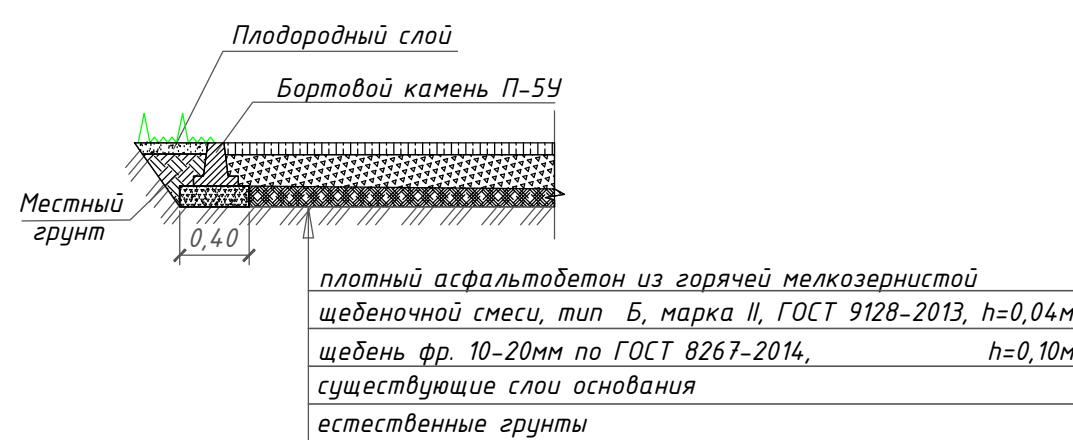 Плодородный слой
Бортовой камень П-5У
Местный
грунт
0,40
плотный асфальтобетон из горячей мелкозернистой
щебеночной смеси, тип Б, марка II, ГОСТ 9128-2013, h=0,04м
щебень фр. 10-20мм по ГОСТ 8267-2014, h=0,10м
существующие слои основания
естественные грунты